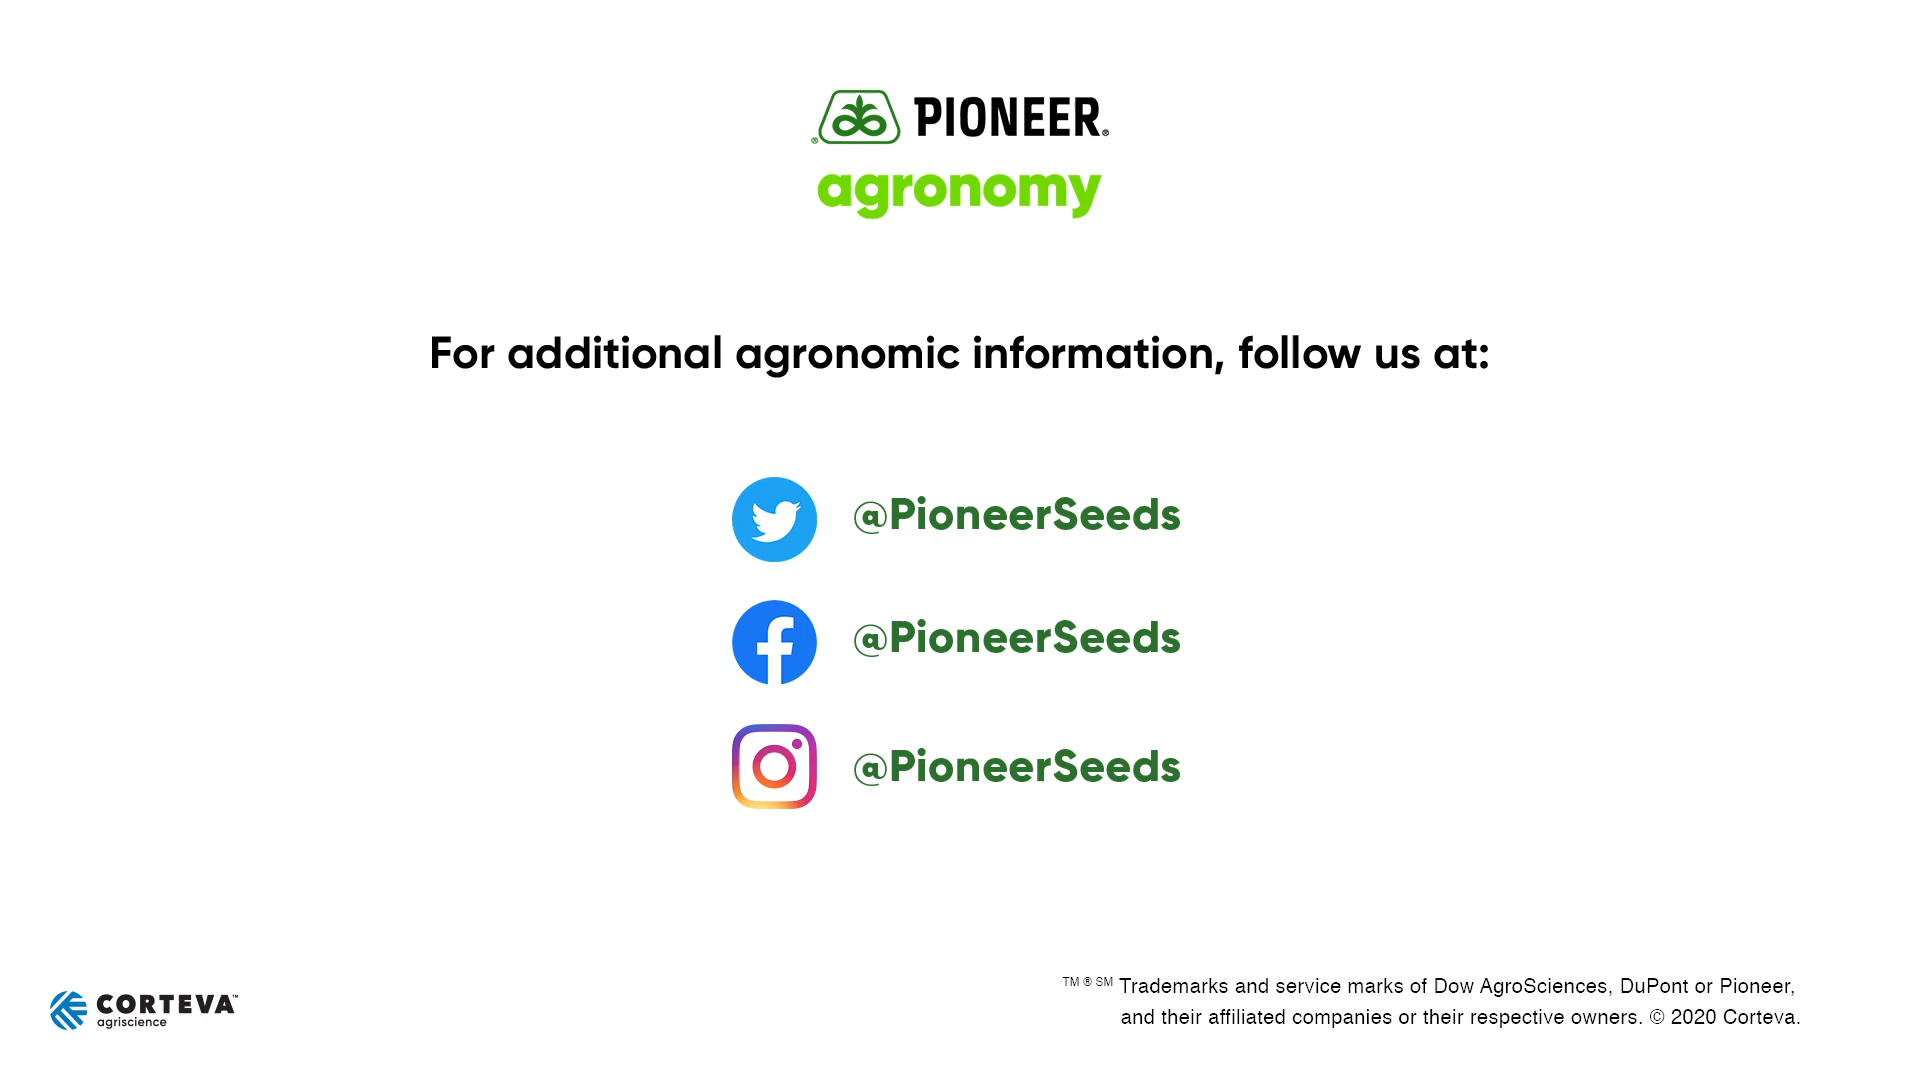 PIONEER®
agronomy
For additional agronomic information, follow us at:
@PioneerSeeds
@PioneerSeeds
@PioneerSeeds
CORTEVA™
agriscience
TM ® SM Trademarks and service marks of Dow AgroSciences, DuPont or Pioneer,
and their affiliated companies or their respective owners. © 2020 Corteva.